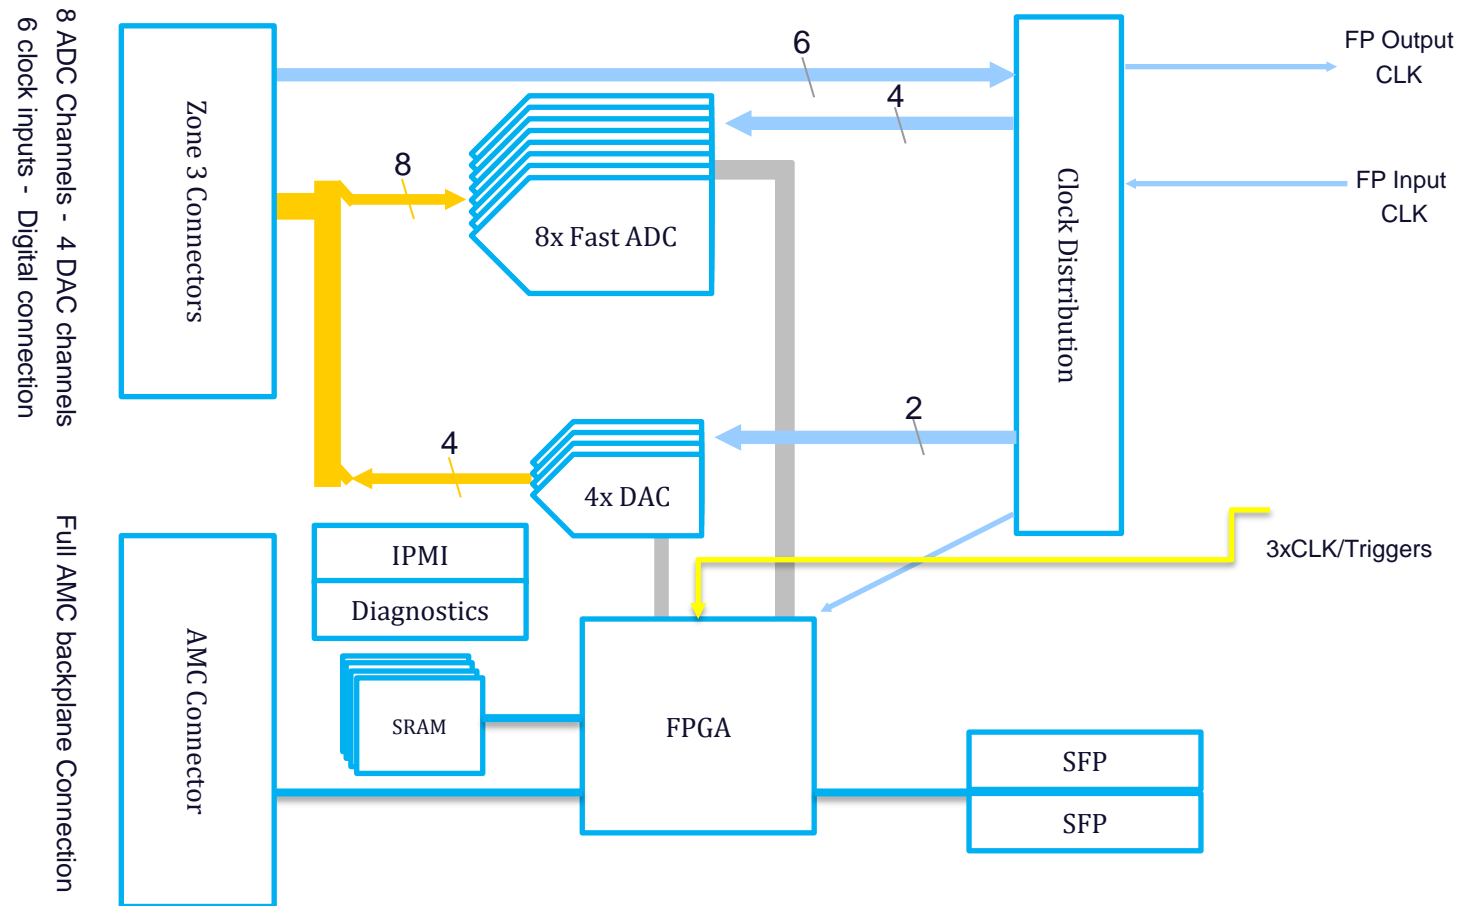 8 ADC Channels - 4 DAC channels
6 clock inputs - Digital connection
Zone 3 Connectors
6
4
8
8x Fast ADC
Clock Distribution
FP Output
CLK
FP Input
CLK
2
4
4x DAC
3xCLK/Triggers
Full AMC backplane Connection
AMC Connector
IPMI
Diagnostics
SRAM
FPGA
SFP
SFP